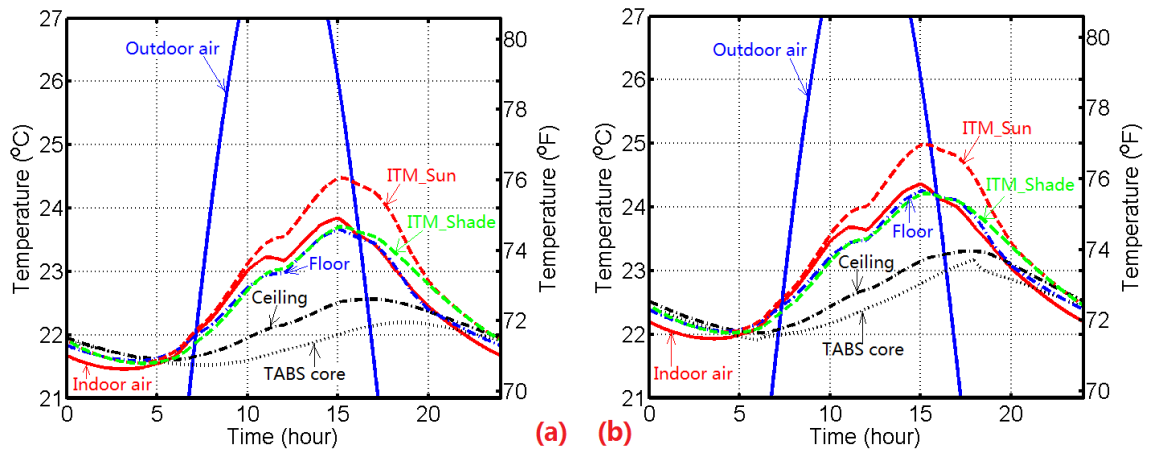 27
26
25
24
23
22
21
Temperature (ºC)
Outdoor air
ITM_Sun
ITM_Shade
Floor
Ceiling
TABS core
Indoor air
80
78
76
74
72
70
Temperature (ºF)
0 5 10 15 20
Time (hour)
(a)
27
26
25
24
23
22
21
Temperature (ºC)
Outdoor air
ITM_Sun
ITM_Shade
Floor
Ceiling
TABS core
Indoor air
80
78
76
74
72
70
Temperature (ºF)
0 5 10 15 20
Time (hour)
(b)